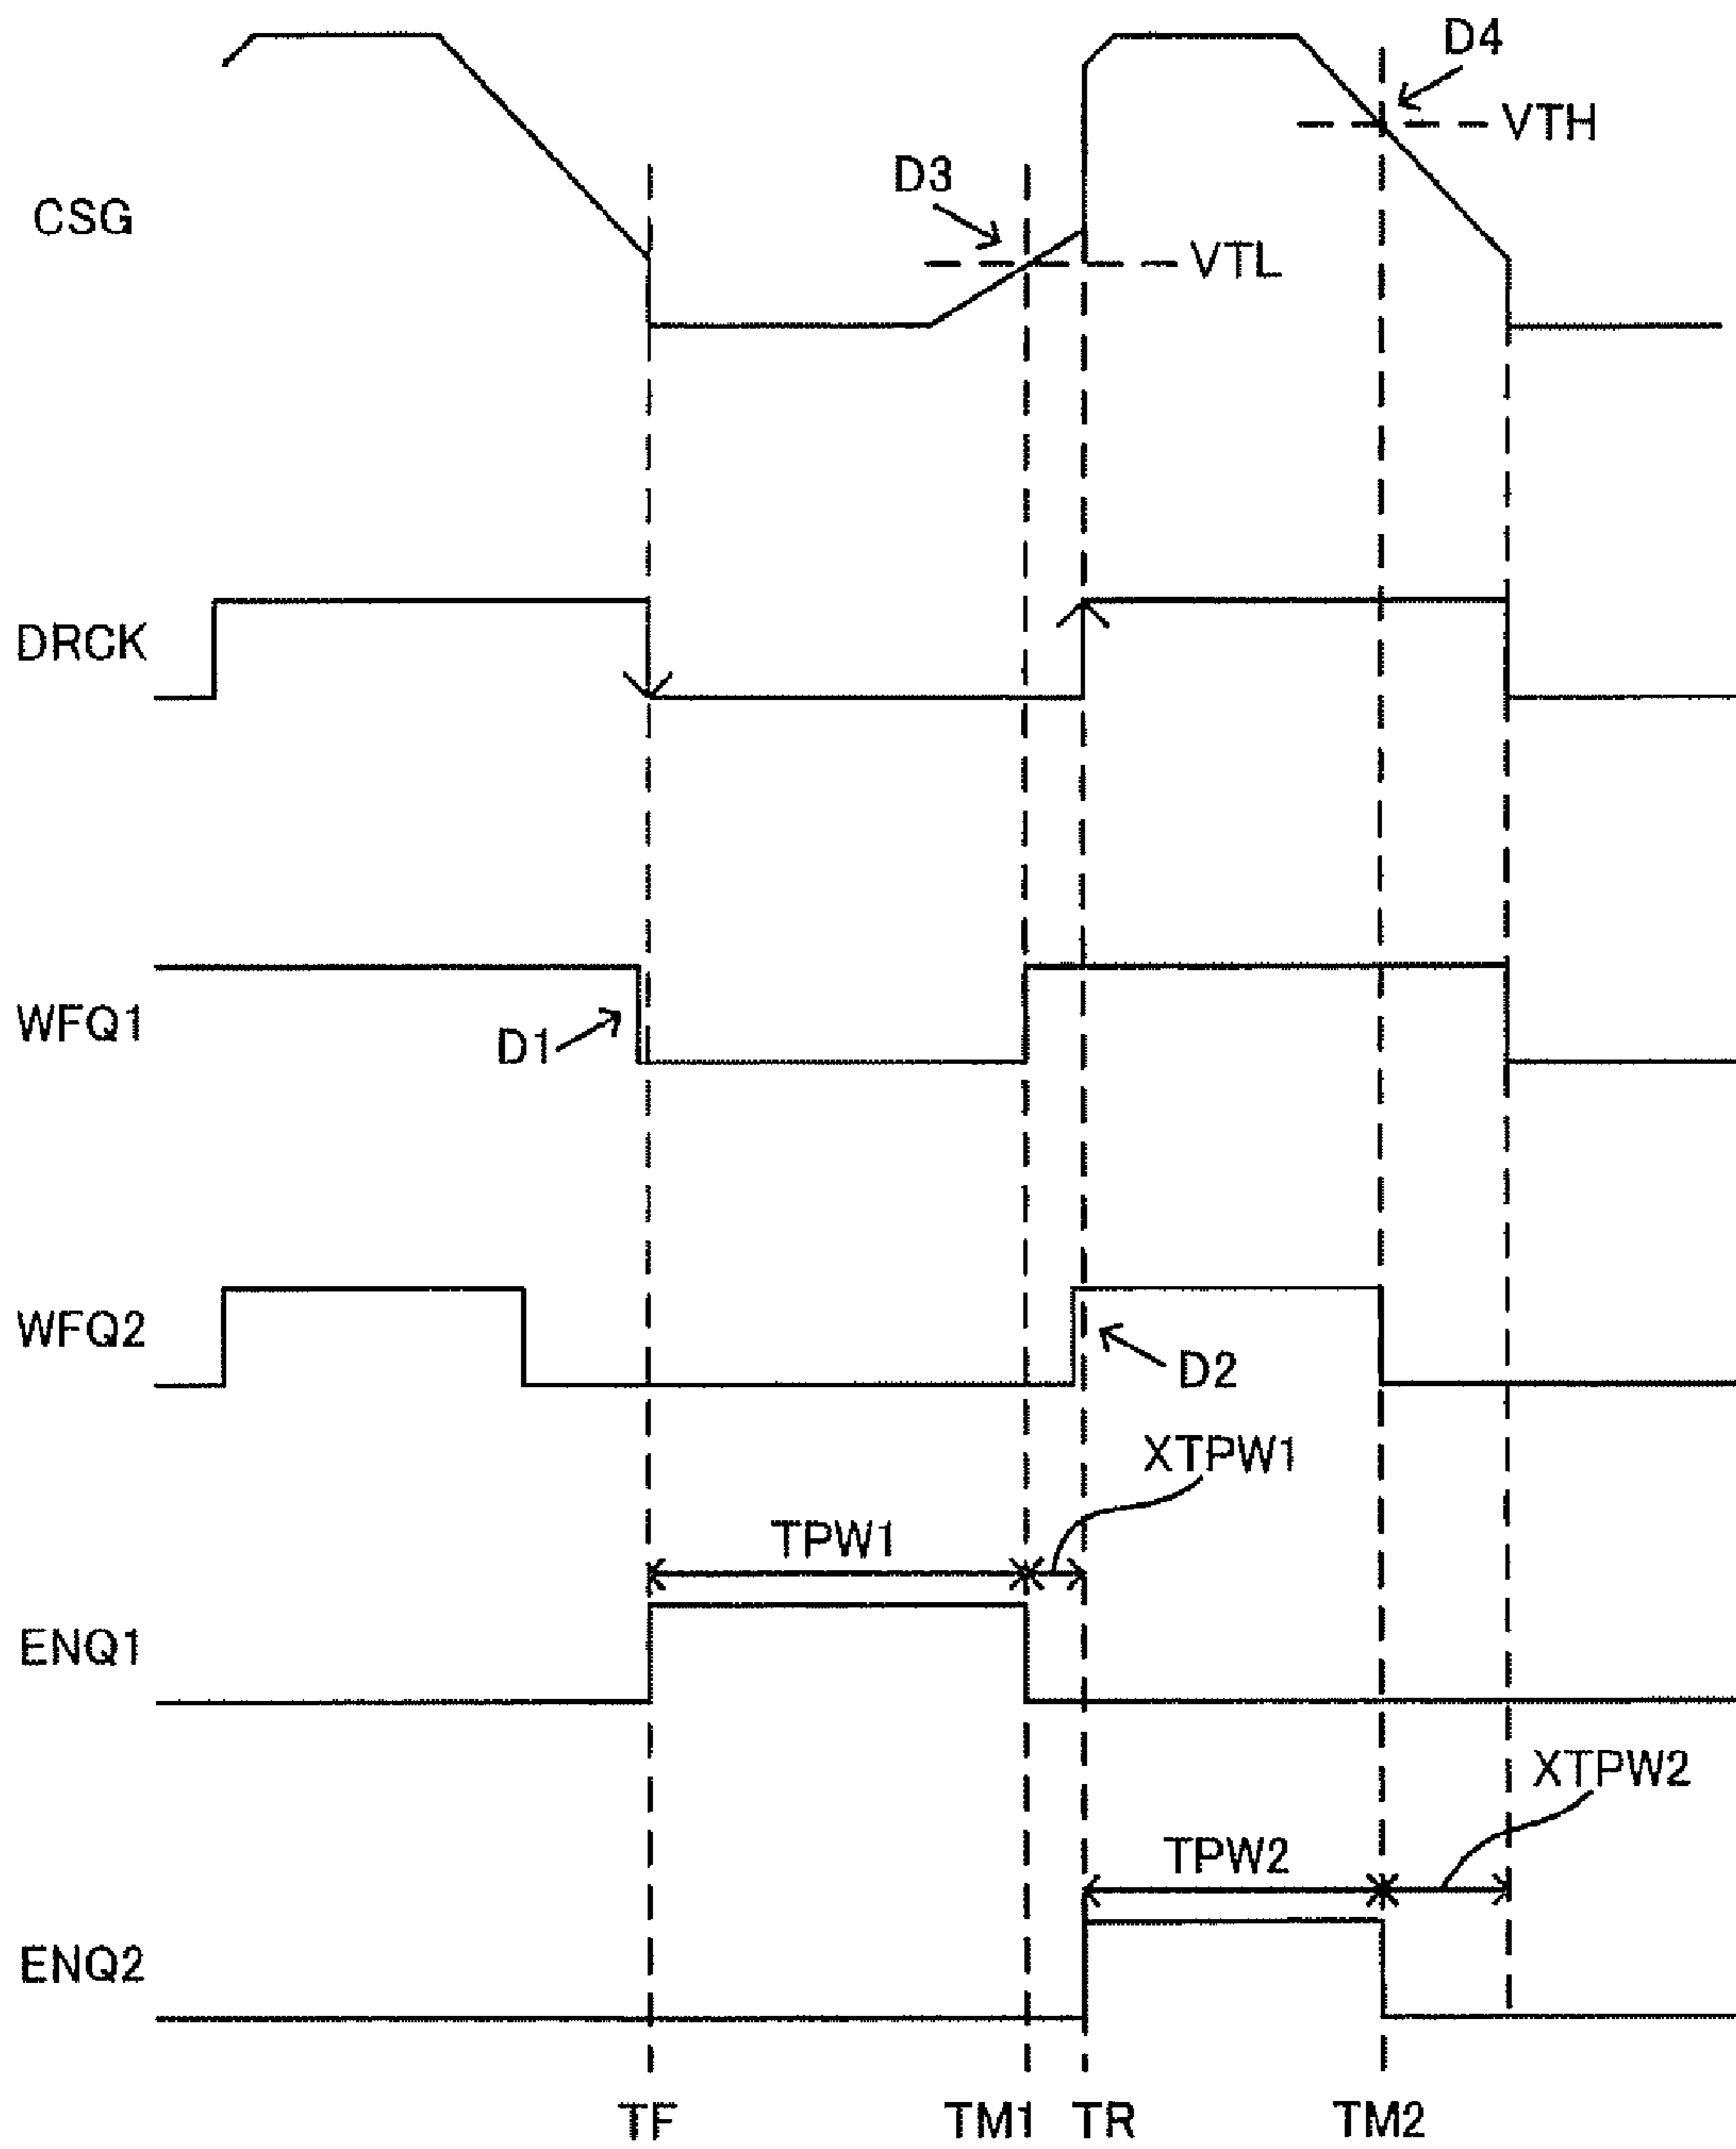 D4
VTH
D3
CSG
VTL
DRCK
WFQ1
D1
WFQ2
D2
XTPW1
TPW1
ENQ1
XTPW2
TPW2
ENQ2
TF TM1 TR TM2